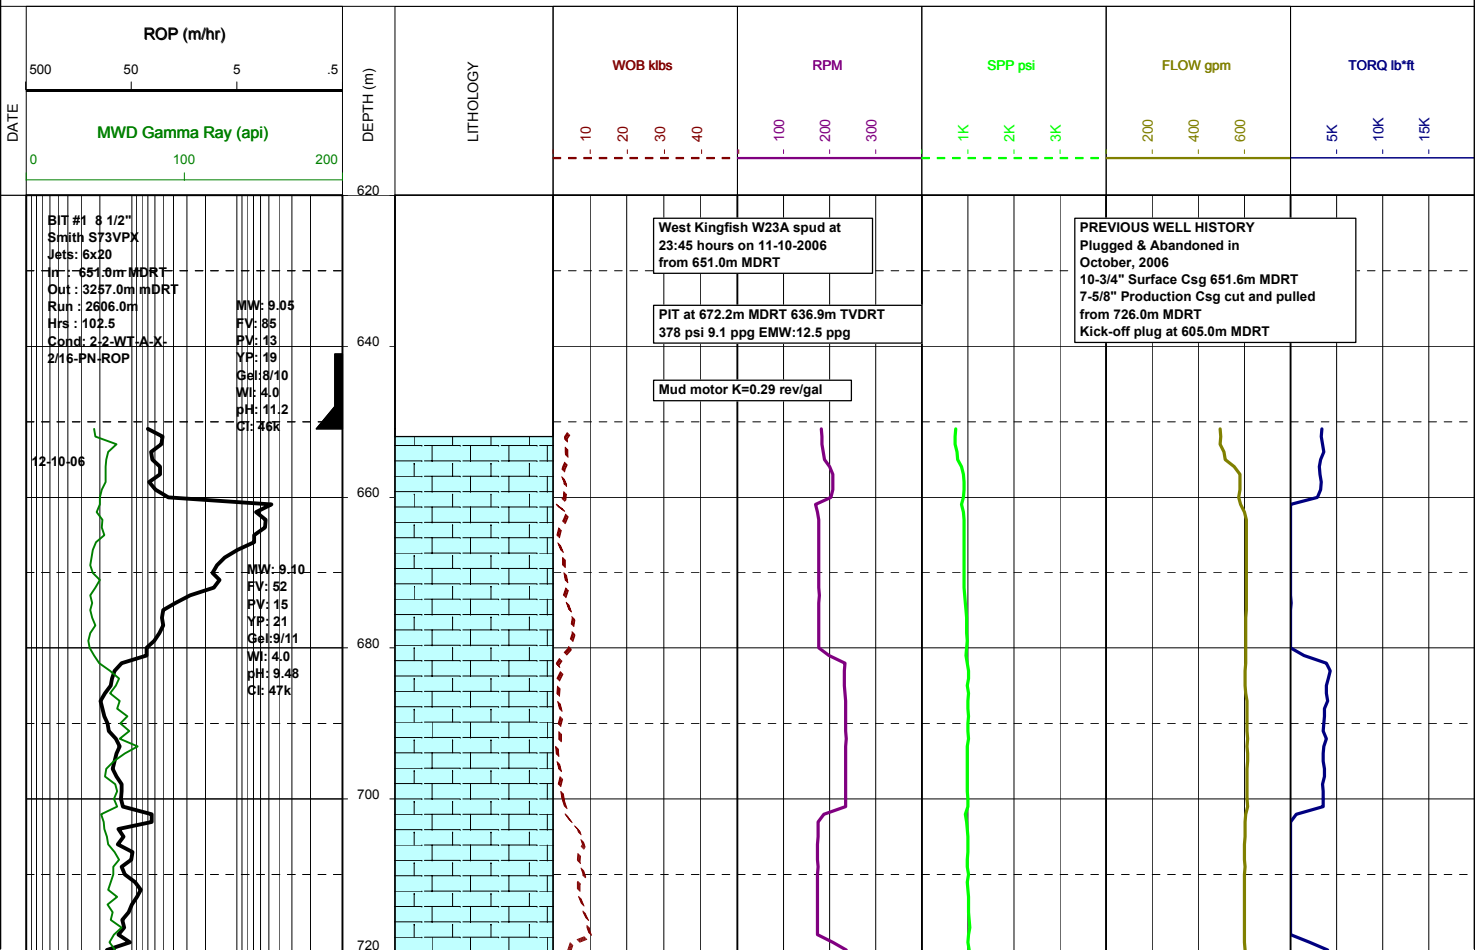 ROP (m/hr)
500 50 5 .5
MWD Gamma Ray (api)
0 100 200
DATE
DEPTH (m)
LITHOLOGY
WOB klbs
10 20 30 40
RPM
100 200 300
SPP psi
1K 2K 3K
FLOW gpm
200 400 600
TORQ lb*ft
5K 10K 15K
620
BIT #1 8 1/2"
Smith S73VPX
Jets: 6x20
In : 651.0m MDRT
Out : 3257.0m mDRT
Run : 2606.0m
Hrs : 102.5
Cond: 2-2-WT-A-X-
2/16-PN-ROP
MW: 9.05
FV: 85
PV: 13
YP: 19
Gel:8/10
Wl: 4.0
pH: 11.2
Cl: 46k
West Kingfish W23A spud at
23:45 hours on 11-10-2006
from 651.0m MDRT
PIT at 672.2m MDRT 636.9m TVDRT
378 psi 9.1 ppg EMW:12.5 ppg
Mud motor K=0.29 rev/gal
PREVIOUS WELL HISTORY
Plugged & Abandoned in
October, 2006
10-3/4" Surface Csg 651.6m MDRT
7-5/8" Production Csg cut and pulled
from 726.0m MDRT
Kick-off plug at 605.0m MDRT
640
12-10-06
660
MW: 9.10
FV: 52
PV: 15
YP: 21
Gel:9/11
Wl: 4.0
pH: 9.48
Cl: 47k
680
700
720